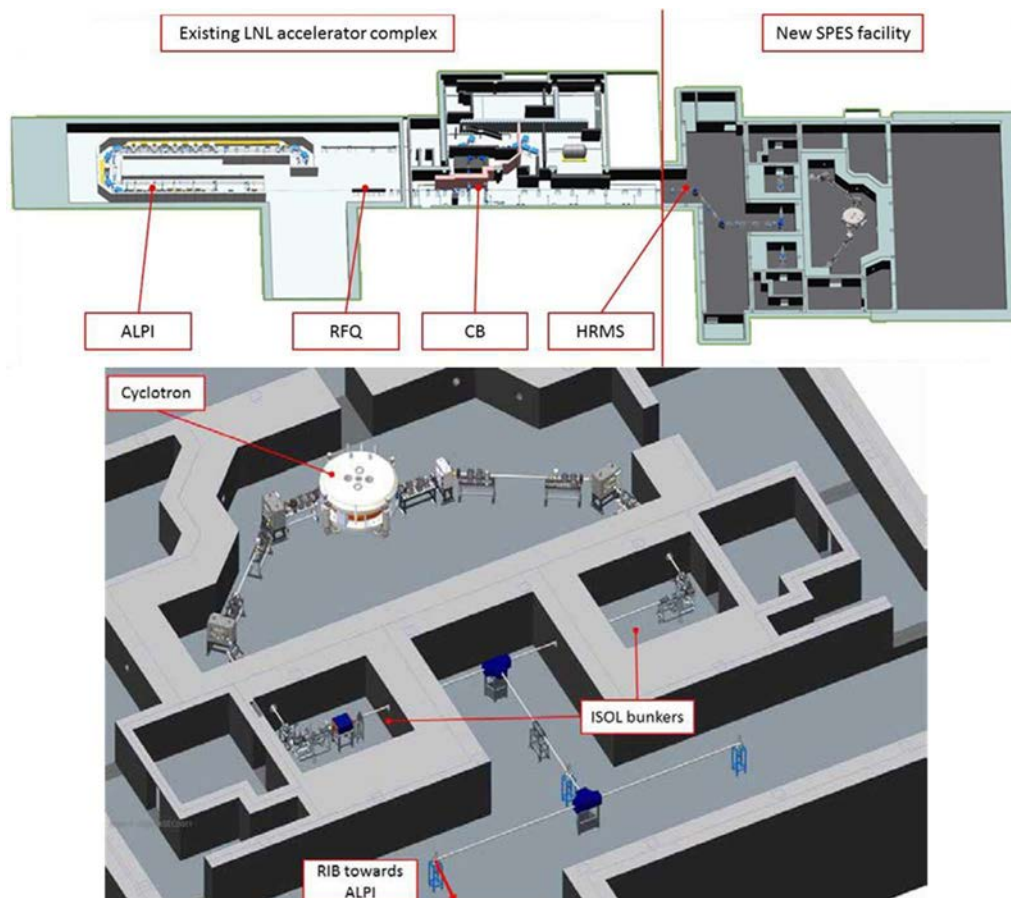 Existing LNL accelerator complex
New SPES facility
ALPI
RFQ
CB
HRMS
Cyclotron
ISOL bunkers
RIB towards
ALPI